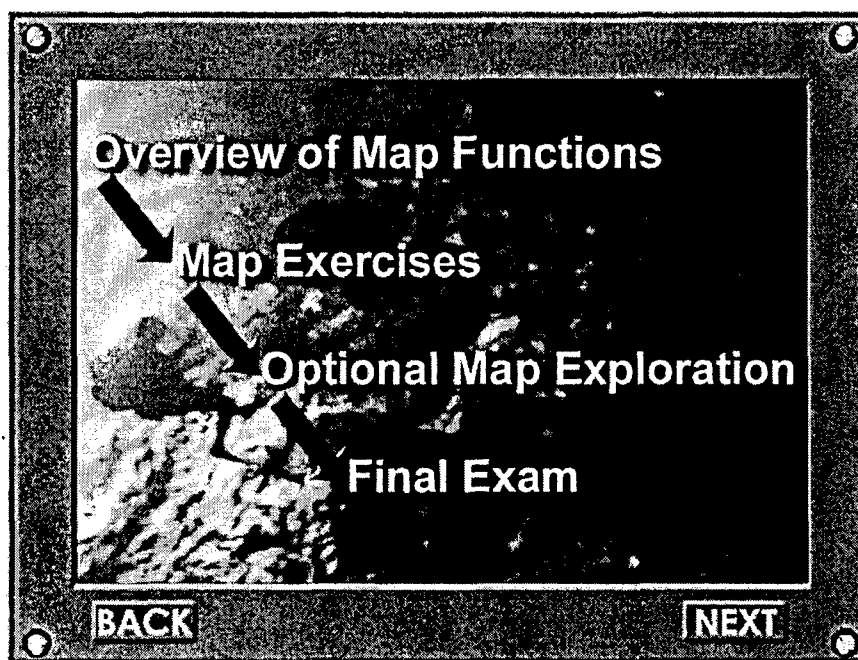 Overview of Map Functions
Map Exercises
Optional Map Exploration
Final Exam
BACK NEXT